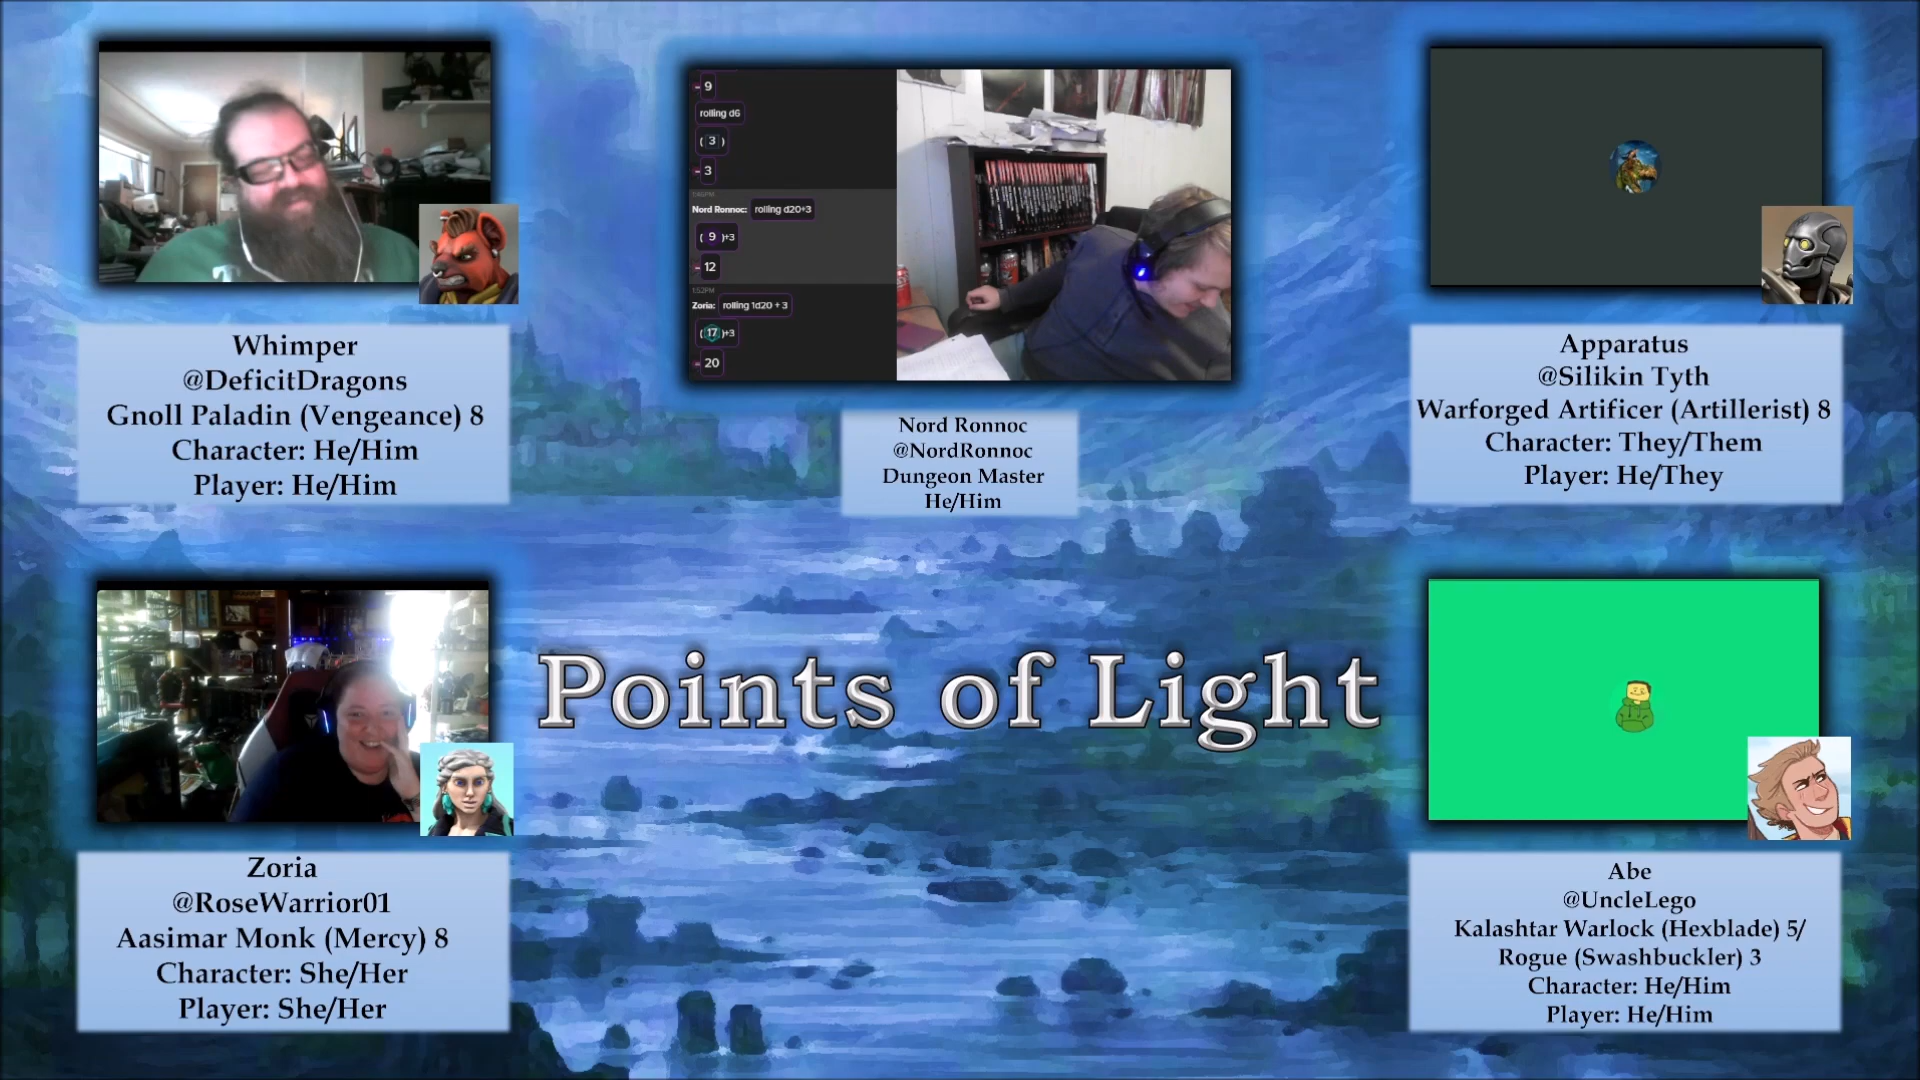 9
rolling d6
( 3 )
3
1:46PM
Nord Ronnoc: rolling d20+3
( 9 )+3
12
1:52PM
Zoria: rolling 1d20 + 3
( 17 )+3
20
Whimper
@DeficitDragons
Gnoll Paladin (Vengeance) 8
Character: He/Him
Player: He/Him
Nord Ronnoc
@NordRonnoc
Dungeon Master
He/Him
Apparatus
@Silikin Tyth
Warforged Artificer (Artillerist) 8
Character: They/Them
Player: He/They
Points of Light
Zoria
@RoseWarrior01
Aasimar Monk (Mercy) 8
Character: She/Her
Player: She/Her
Abe
@UncleLego
Kalashtar Warlock (Hexblade) 5/
Rogue (Swashbuckler) 3
Character: He/Him
Player: He/Him